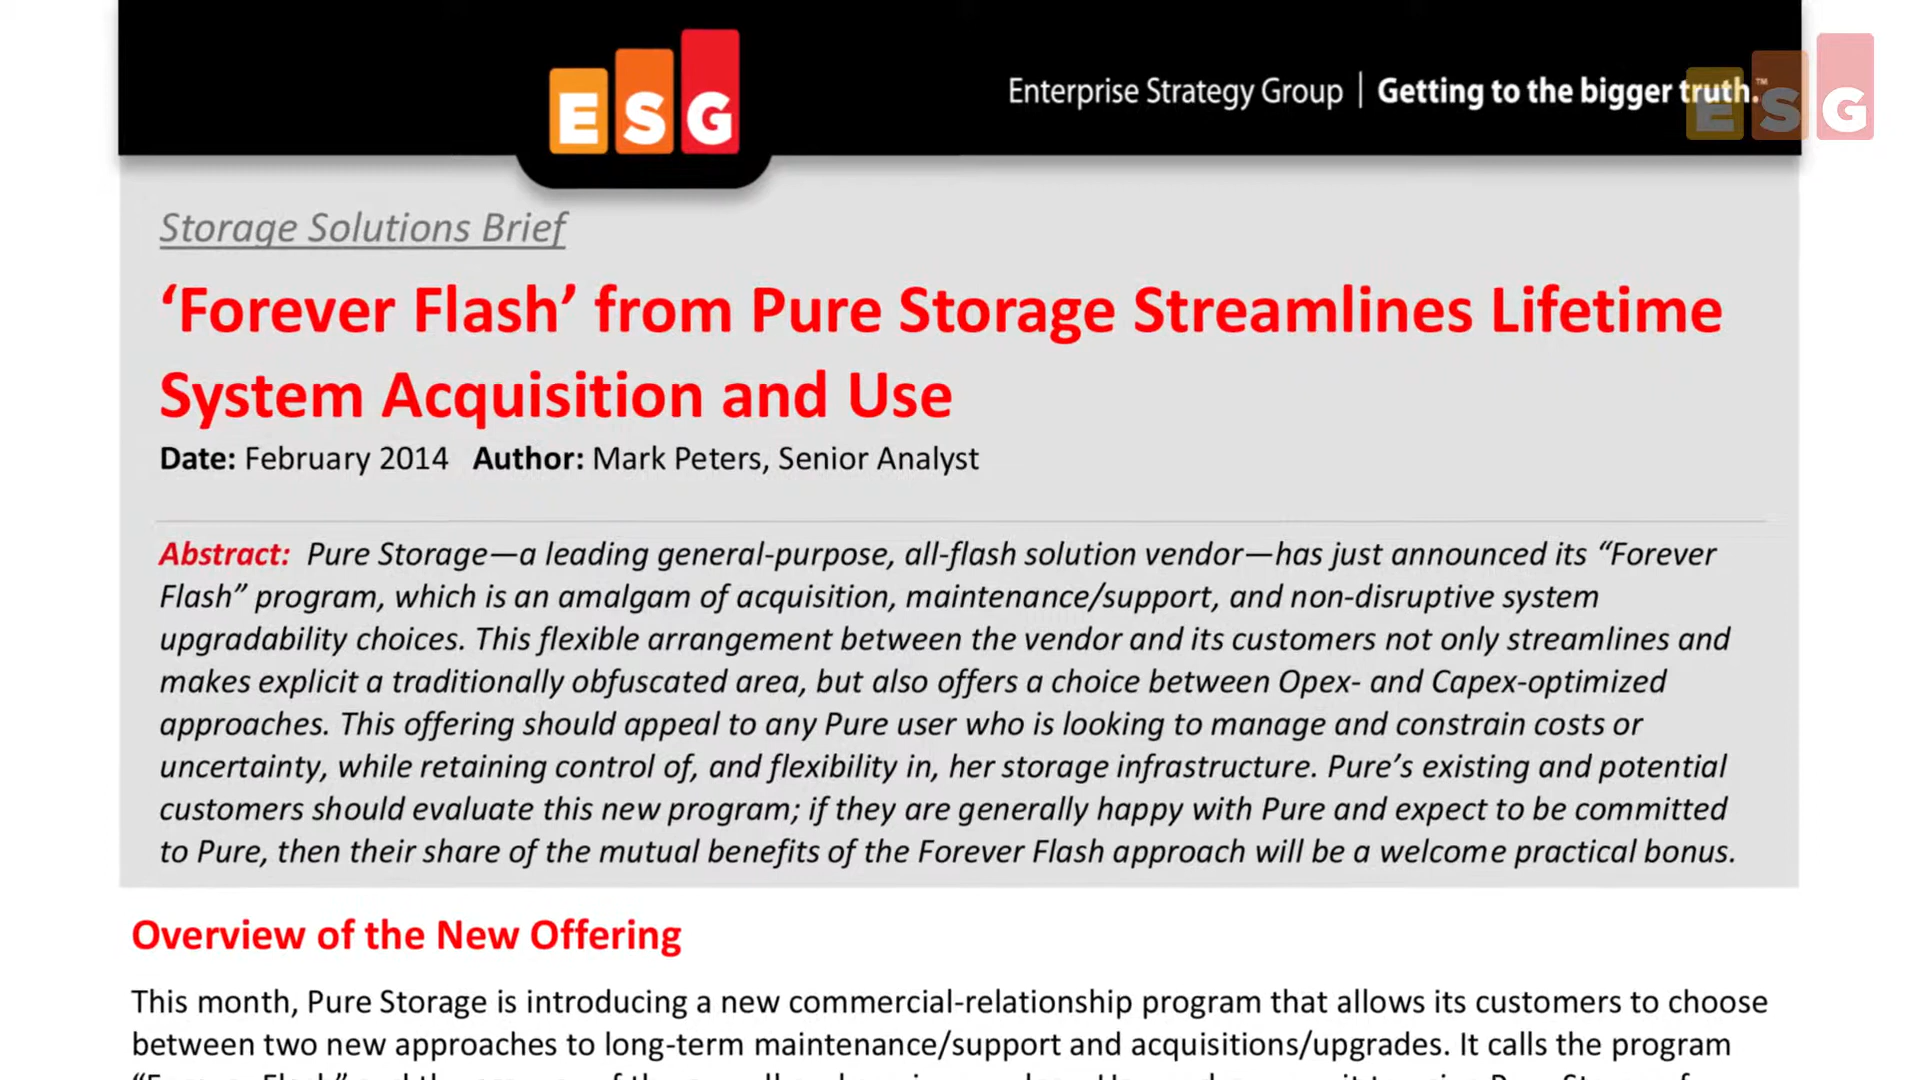 ESG
Enterprise Strategy Group | Getting to the bigger truth.™
ESG
Storage Solutions Brief
‘Forever Flash’ from Pure Storage Streamlines Lifetime
System Acquisition and Use
Date: February 2014 Author: Mark Peters, Senior Analyst
Abstract: Pure Storage—a leading general-purpose, all-flash solution vendor—has just announced its “Forever
Flash” program, which is an amalgam of acquisition, maintenance/support, and non-disruptive system
upgradability choices. This flexible arrangement between the vendor and its customers not only streamlines and
makes explicit a traditionally obfuscated area, but also offers a choice between Opex- and Capex-optimized
approaches. This offering should appeal to any Pure user who is looking to manage and constrain costs or
uncertainty, while retaining control of, and flexibility in, her storage infrastructure. Pure’s existing and potential
customers should evaluate this new program; if they are generally happy with Pure and expect to be committed
to Pure, then their share of the mutual benefits of the Forever Flash approach will be a welcome practical bonus.
Overview of the New Offering
This month, Pure Storage is introducing a new commercial-relationship program that allows its customers to choose
between two new approaches to long-term maintenance/support and acquisitions/upgrades. It calls the program